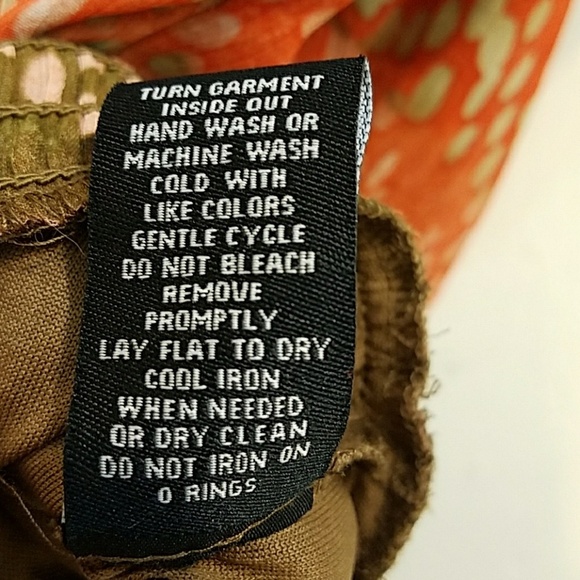 TURN GARMENT
INSIDE OUT
HAND WASH OR
MACHINE WASH
COLD WITH
LIKE COLORS
GENTLE CYCLE
DO NOT BLEACH
REMOVE
PROMPTLY
LAY FLAT TO DRY
COOL IRON
WHEN NEEDED
OR DRY CLEAN
DO NOT IRON ON
O RINGS